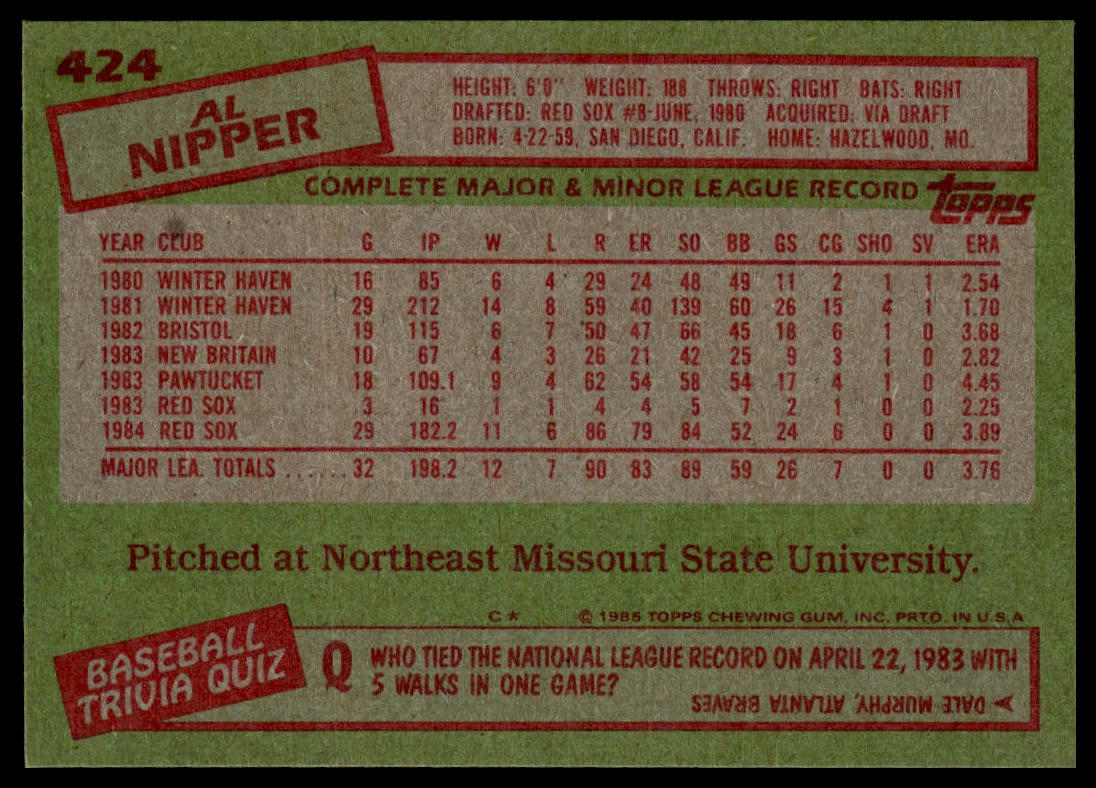 424
AL
NIPPER
HEIGHT: 6'0" WEIGHT: 188 THROWS: RIGHT BATS: RIGHT
DRAFTED: RED SOX #8-JUNE, 1980 ACQUIRED: VIA DRAFT
BORN: 4-22-59, SAN DIEGO, CALIF. HOME: HAZELWOOD, MO.
COMPLETE MAJOR & MINOR LEAGUE RECORD topps
YEAR CLUB G IP W L R ER SO BB GS CG SHO SV ERA
1980 WINTER HAVEN 16 85 6 4 29 24 48 49 11 2 1 1 2.54
1981 WINTER HAVEN 29 212 14 8 59 40 139 60 26 15 4 1 1.70
1982 BRISTOL 19 115 6 7 50 47 66 45 18 6 1 0 3.68
1983 NEW BRITAIN 10 67 4 3 26 21 42 25 9 3 1 0 2.82
1983 PAWTUCKET 18 109.1 9 4 62 54 58 54 17 4 1 0 4.45
1983 RED SOX 3 16 1 1 4 4 5 7 2 1 0 0 2.25
1984 RED SOX 29 182.2 11 6 86 79 84 52 24 6 0 0 3.89
MAJOR LEA. TOTALS ...... 32 198.2 12 7 90 83 89 59 26 7 0 0 3.76
Pitched at Northeast Missouri State University.
C* © 1985 TOPPS CHEWING GUM, INC. PRTD. IN U.S.A
BASEBALL
TRIVIA QUIZ
Q WHO TIED THE NATIONAL LEAGUE RECORD ON APRIL 22, 1983 WITH
5 WALKS IN ONE GAME?
A DALE MURPHY, ATLANTA BRAVES